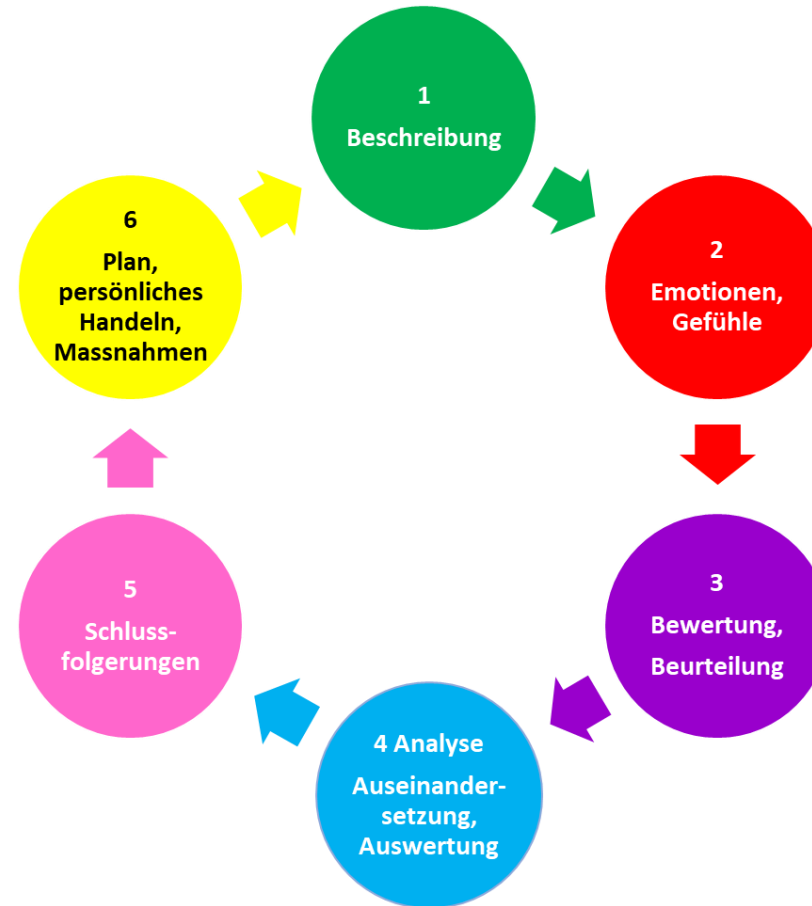 1
Beschreibung
2
Emotionen,
Gefühle
3
Bewertung,
Beurteilung
4 Analyse
Auseinander-
setzung,
Auswertung
5
Schluss-
folgerungen
6
Plan,
persönliches
Handeln,
Massnahmen